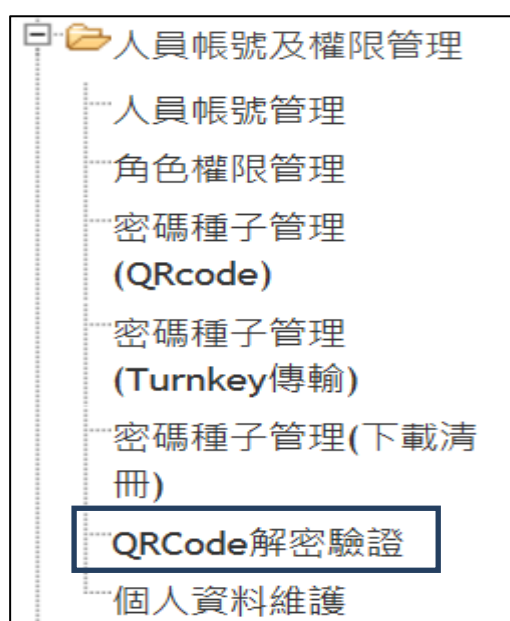 人員帳號及權限管理
人員帳號管理
角色權限管理
密碼種子管理
(QRcode)
密碼種子管理
(Turnkey傳輸)
密碼種子管理(下載清
冊)
QRCode解密驗證
個人資料維護